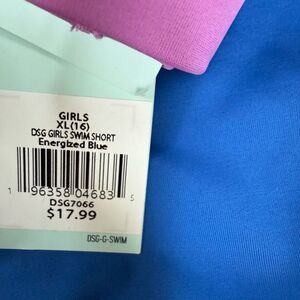 GIRLS
XL(16)
DSG GIRLS SWIM SHORT
Energized Blue
1 96358 04683 5
DSG7066
$17.99
DSG-G-SWIM